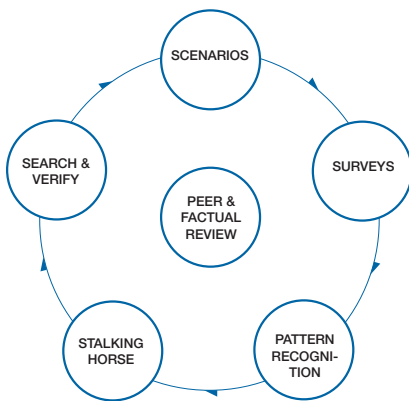 SCENARIOS
SURVEYS
PATTERN
RECOGNI-
TION
STALKING
HORSE
SEARCH &
VERIFY
PEER &
FACTUAL
REVIEW